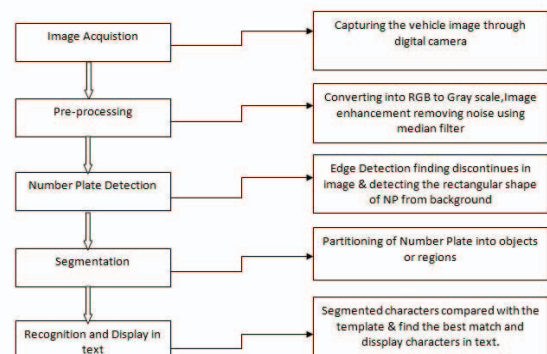 Image Acquistion
Capturing the vehicle image through
digital camera
Pre-processing
Converting into RGB to Gray scale,Image
enhancement removing noise using
median filter
Number Plate Detection
Edge Detection finding discontinues in
image & detecting the rectangular shape
of NP from background
Segmentation
Partitioning of Number Plate into objects
or regions
Recognition and Display in
text
Segmented characters compared with the
template & find the best match and
dissplay characters in text.